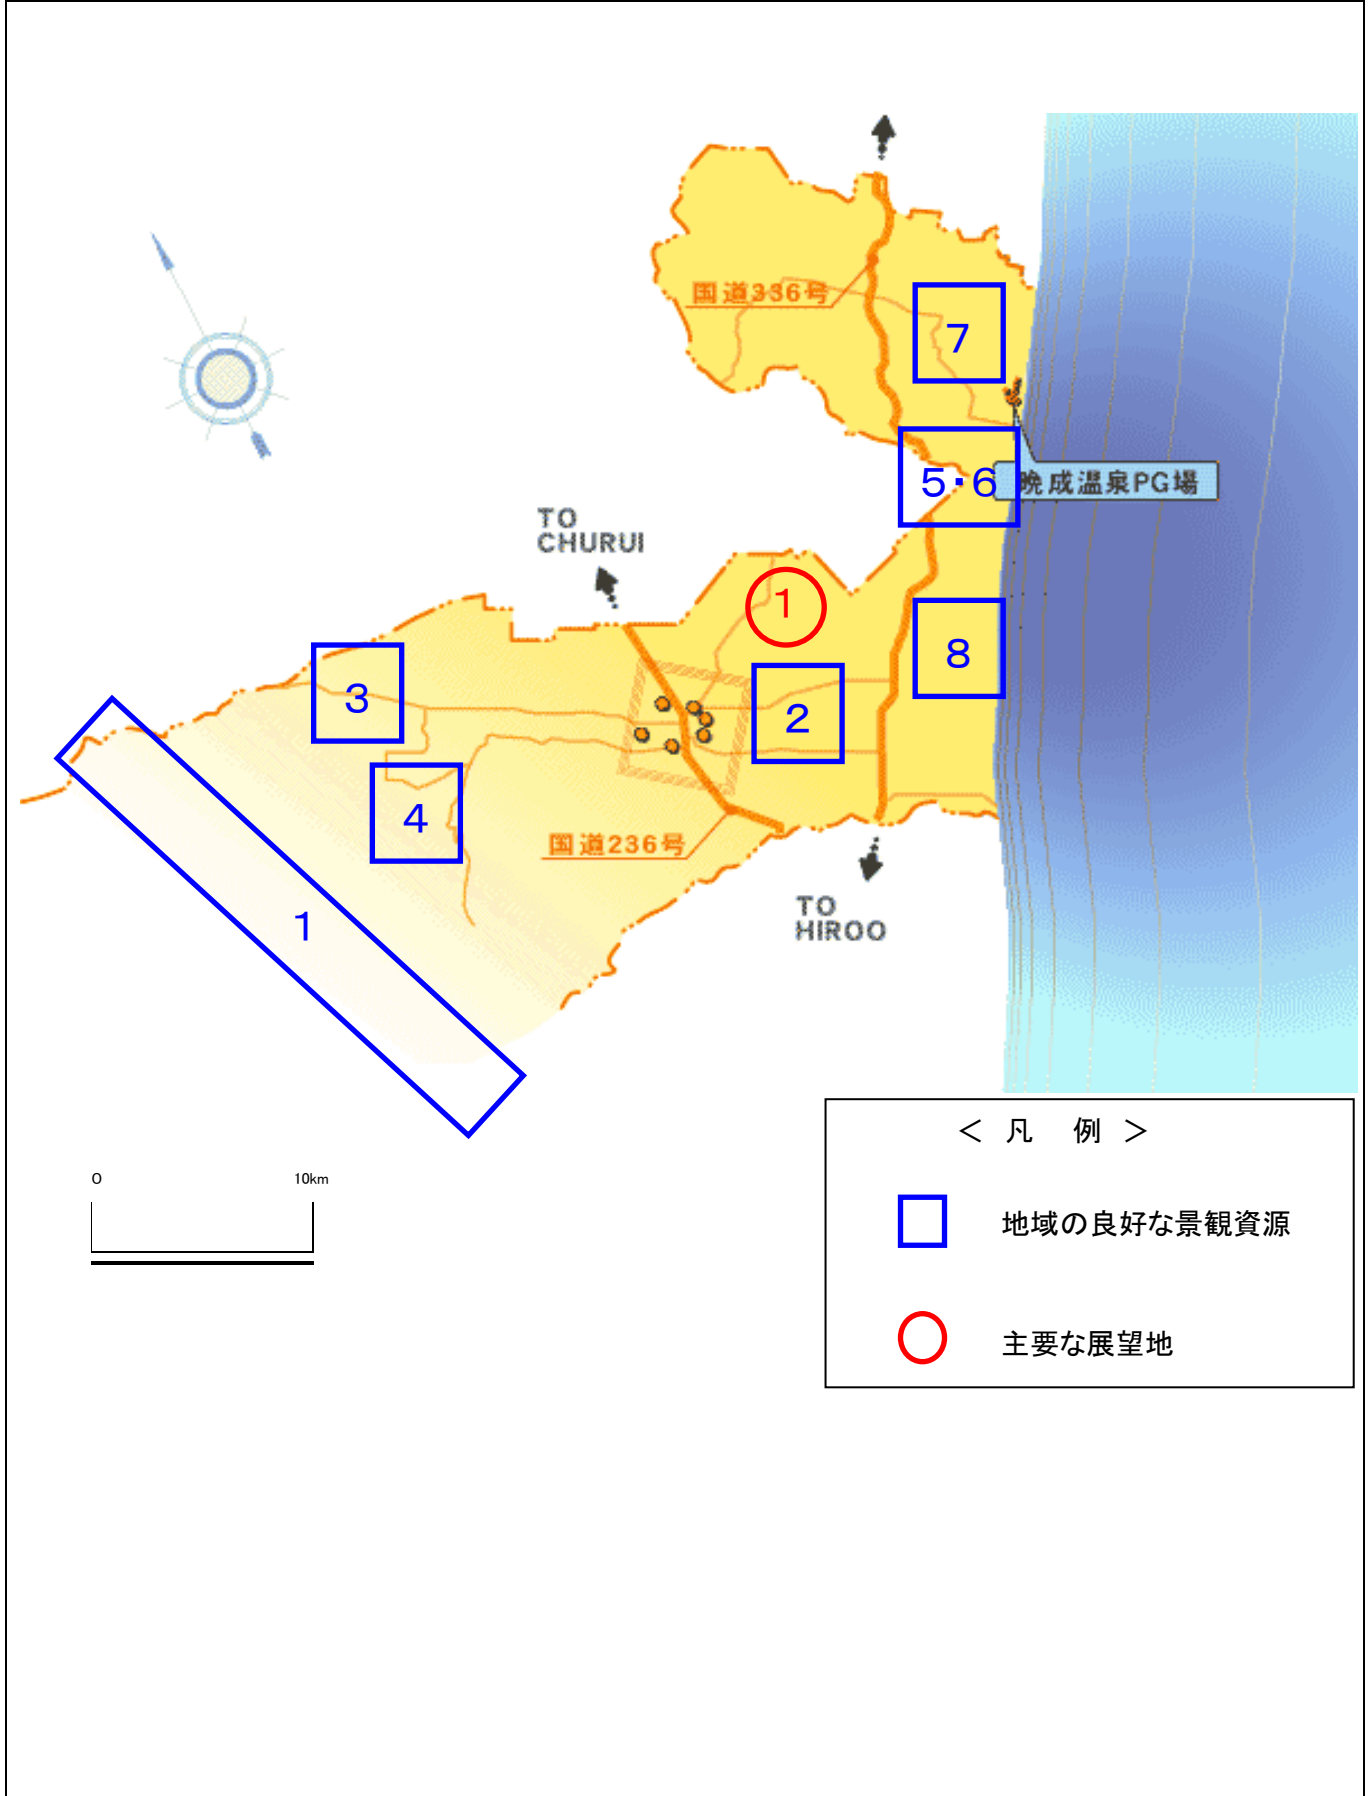 国道336号
7
5・6
晩成温泉PG場
TO
CHURUI
1
8
3
2
4
国道236号
TO
HIROO
1
0
10km
＜ 凡　例 ＞
地域の良好な景観資源
主要な展望地